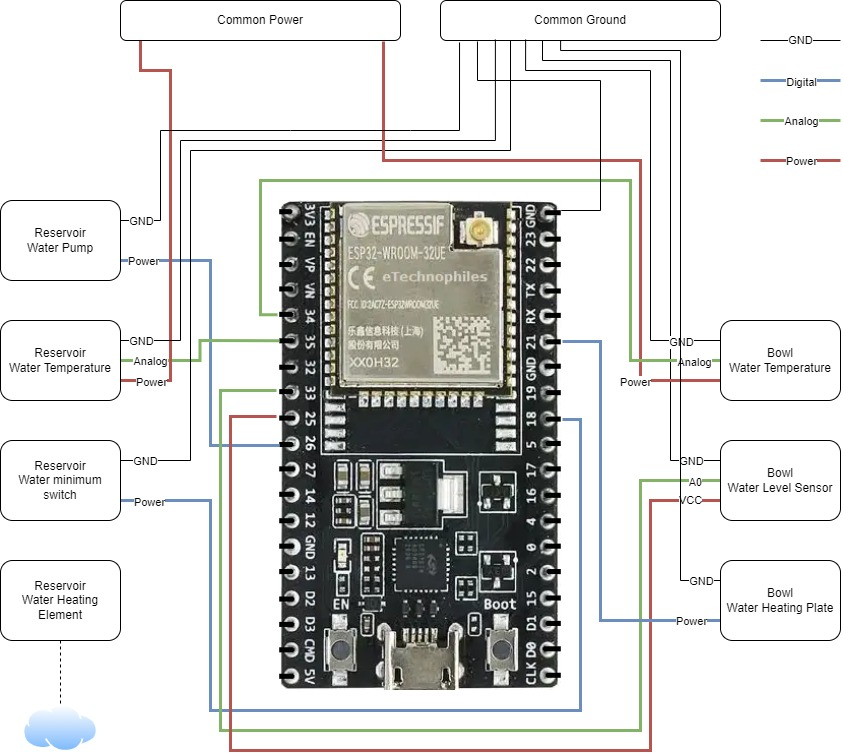 Common Power
Common Ground
GND
Digital
Analog
Power
Reservoir
Water Pump
GND
Power
Reservoir
Water Temperature
GND
Analog
Power
Reservoir
Water minimum
switch
GND
Power
Reservoir
Water Heating
Element
3V3
EN
VP
VN
34
35
32
33
25
26
27
14
12
GND
13
D2
D3
CMD
5V
ESPRESSIF
ESP32-WROOM-32UE
CE eTechnophiles
FCC ID:2AC7Z-ESP32WROOM32UE
乐鑫信息科技(上海)
股份有限公司
XX0H32
EN
Boot
GND
23
22
TX
RX
21
GND
19
18
5
17
16
4
0
2
15
D1
D0
CLK
GND
Analog
Power
Bowl
Water Temperature
GND
A0
VCC
Bowl
Water Level Sensor
GND
Power
Bowl
Water Heating Plate